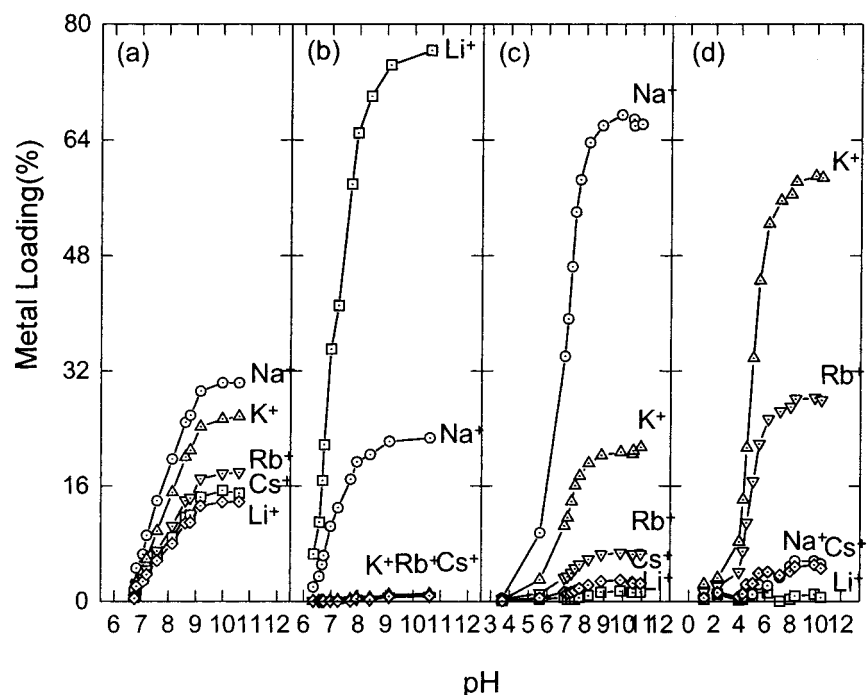 Metal Loading(%)
80
64
48
32
16
0
(a)
Na⁺
K⁺
Rb⁺
Cs⁺
Li⁺
6 7 8 9 10 11 12
(b)
Li⁺
Na⁺
K⁺Rb⁺Cs⁺
6 7 8 9 10 11 12
(c)
Na⁺
K⁺
Rb⁺
Cs⁺
Li⁺
3 4 5 6 7 8 9 10 11 12
(d)
K⁺
Rb⁺
Na⁺Cs⁺
Li⁺
0 2 4 6 8 10 12
pH